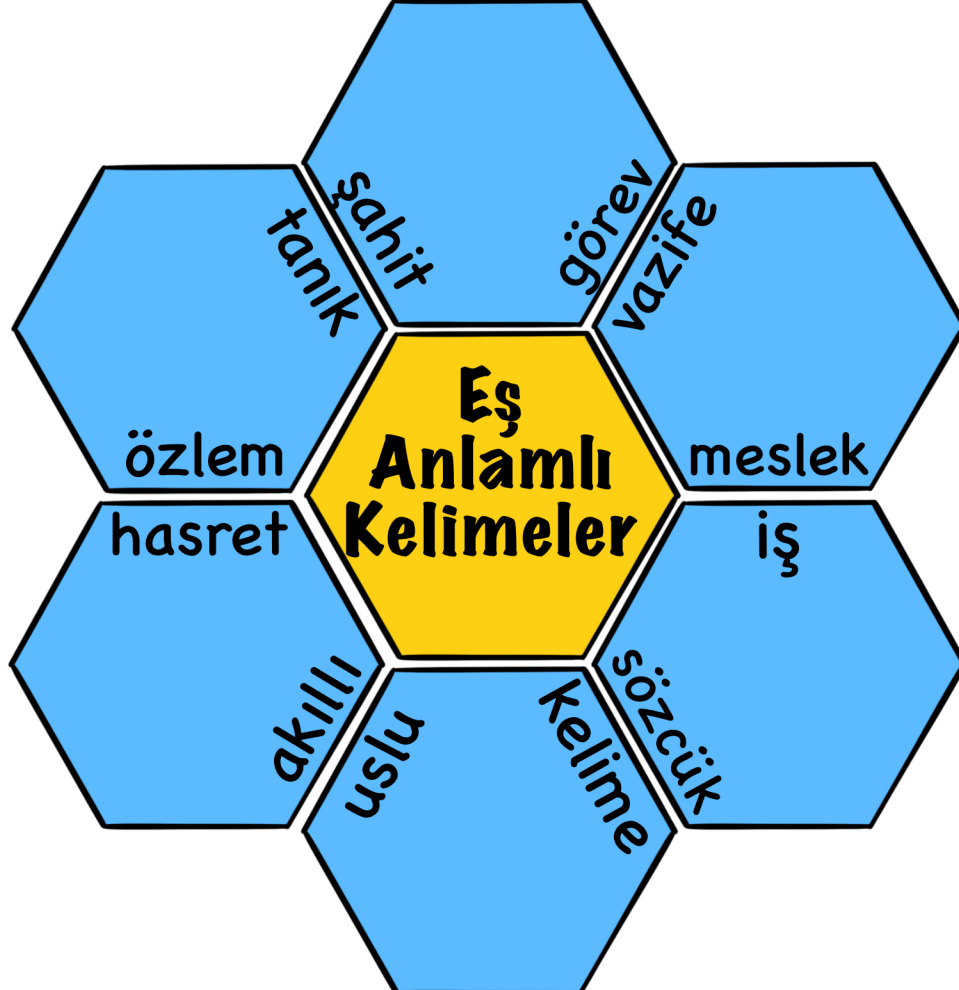 şahit
görev
tanık
vazife
Eş
Anlamlı
Kelimeler
özlem
meslek
hasret
iş
akıllı
uslu
kelime
sözcük